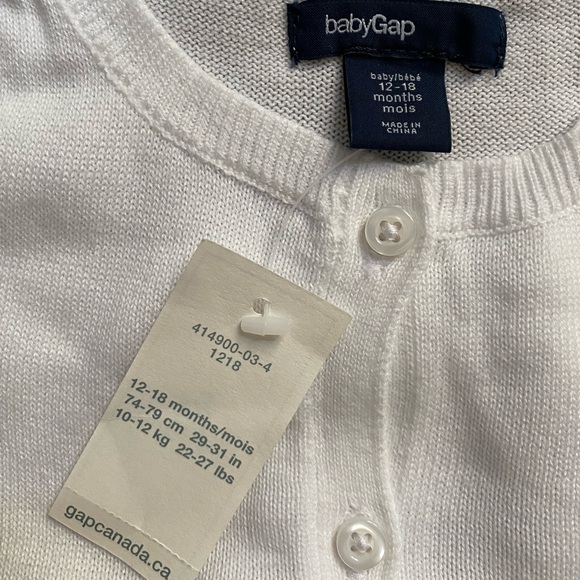 babyGap
baby/bébé
12-18
months
mois
MADE IN
CHINA
414900-03-4
1218
12-18 months/mois
74-79 cm 29-31 in
10-12 kg 22-27 lbs
gapcanada.ca